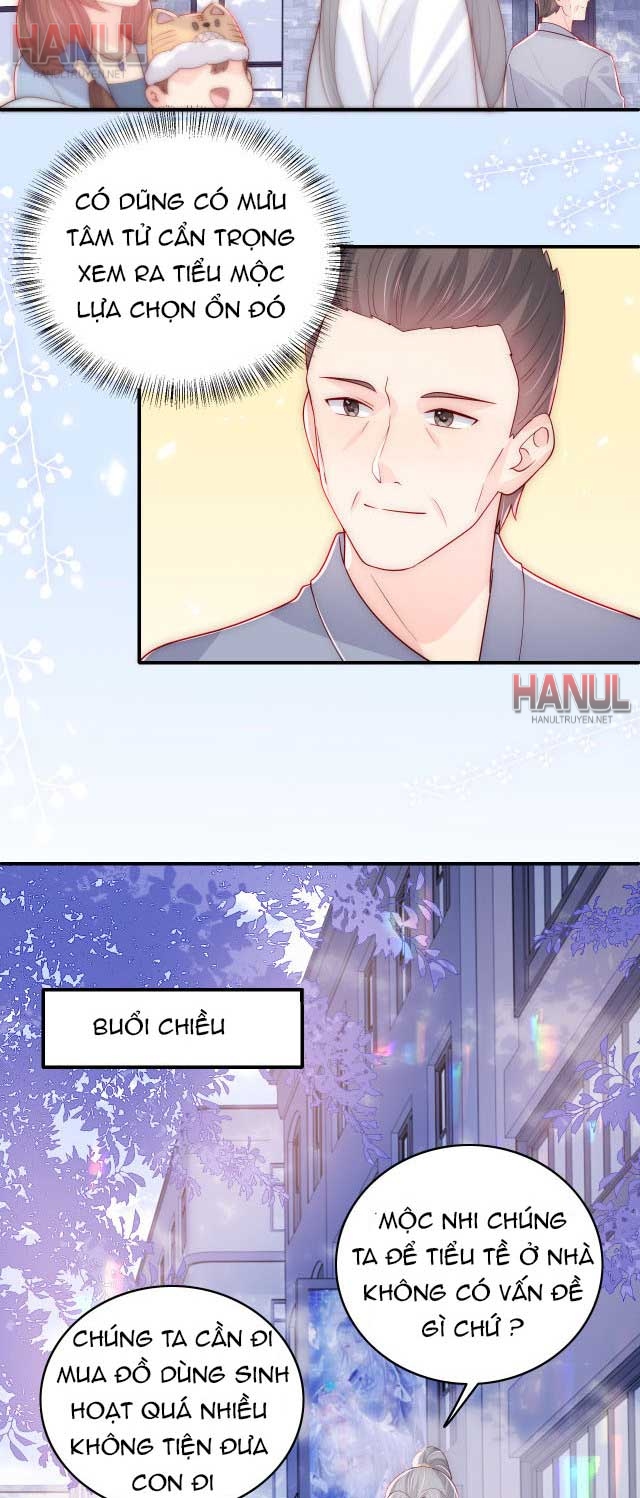 HANUL
HANULTRUYEN.NET
CÓ DŨNG CÓ MƯU
TÂM TỬ CẨN TRỌNG
XEM RA TIỂU MỘC
LỰA CHỌN ỔN ĐÓ
HANUL
HANULTRUYEN.NET
BUỔI CHIỀU
MỘC NHI CHÚNG
TA ĐỂ TIỂU TỀ Ở NHÀ
KHÔNG CÓ VẤN ĐỀ
GÌ CHỨ ?
CHÚNG TA CẦN ĐI
MUA ĐỒ DÙNG SINH
HOẠT QUÁ NHIỀU
KHÔNG TIỆN ĐƯA
CON ĐI